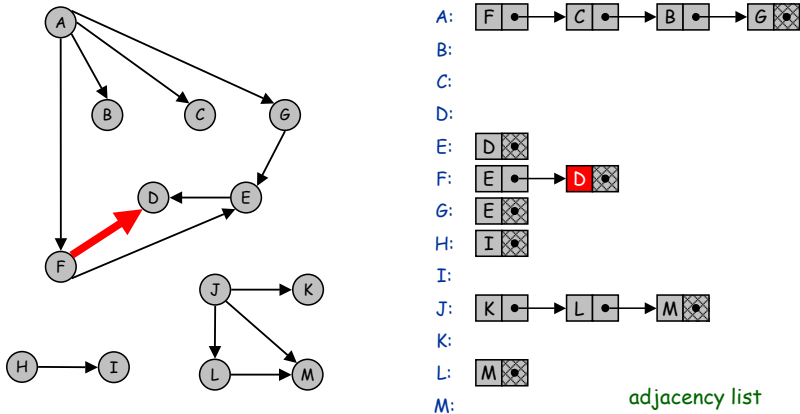 A
B
C
G
D
E
F
J
K
H
I
L
M
A: F C B G
B:
C:
D:
E: D
F: E D
G: E
H: I
I:
J: K L M
K:
L: M
M:
adjacency list